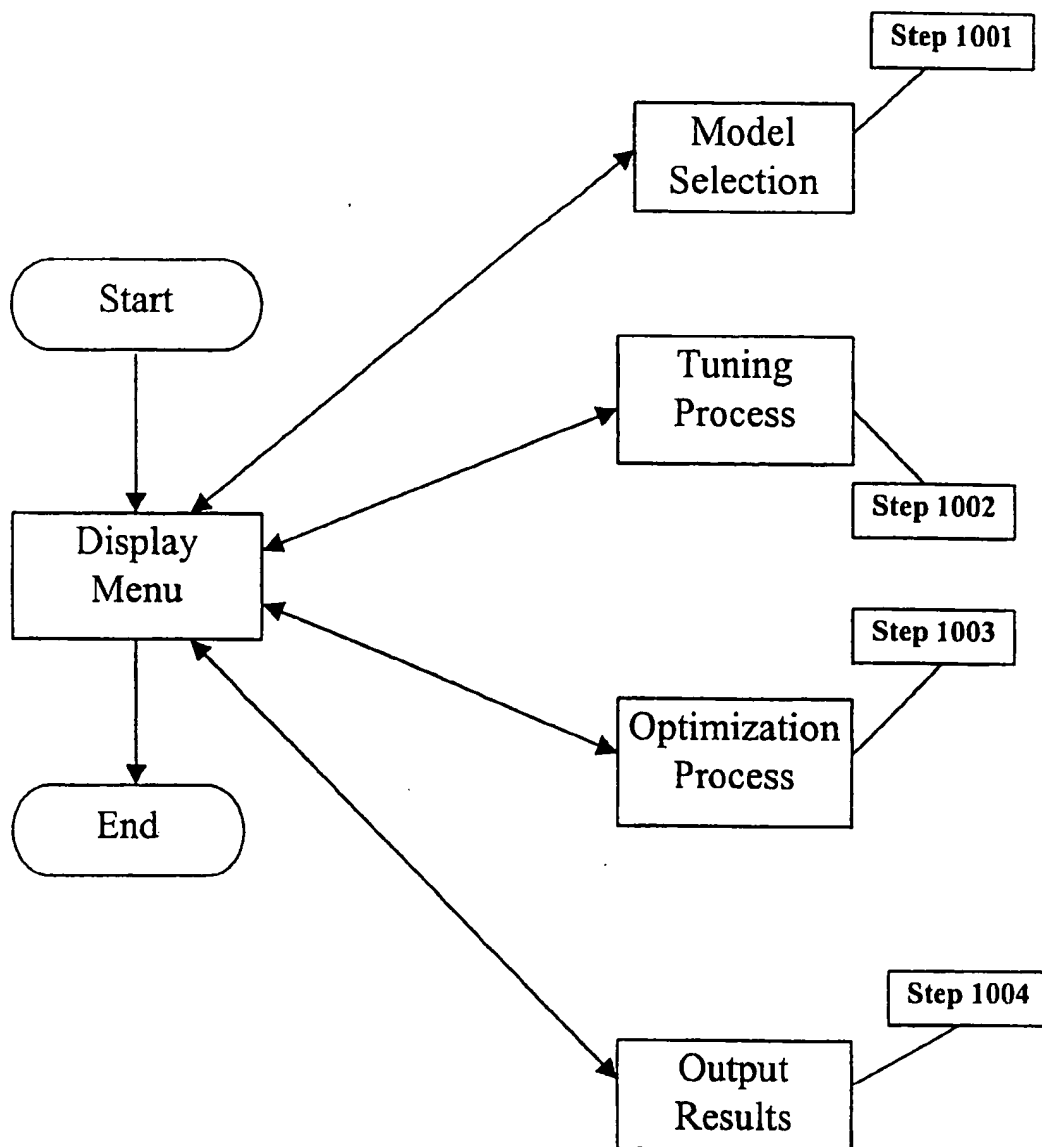 Step 1001
Model
Selection
Start
Tuning
Process
Step 1002
Display
Menu
Step 1003
Optimization
Process
End
Step 1004
Output
Results